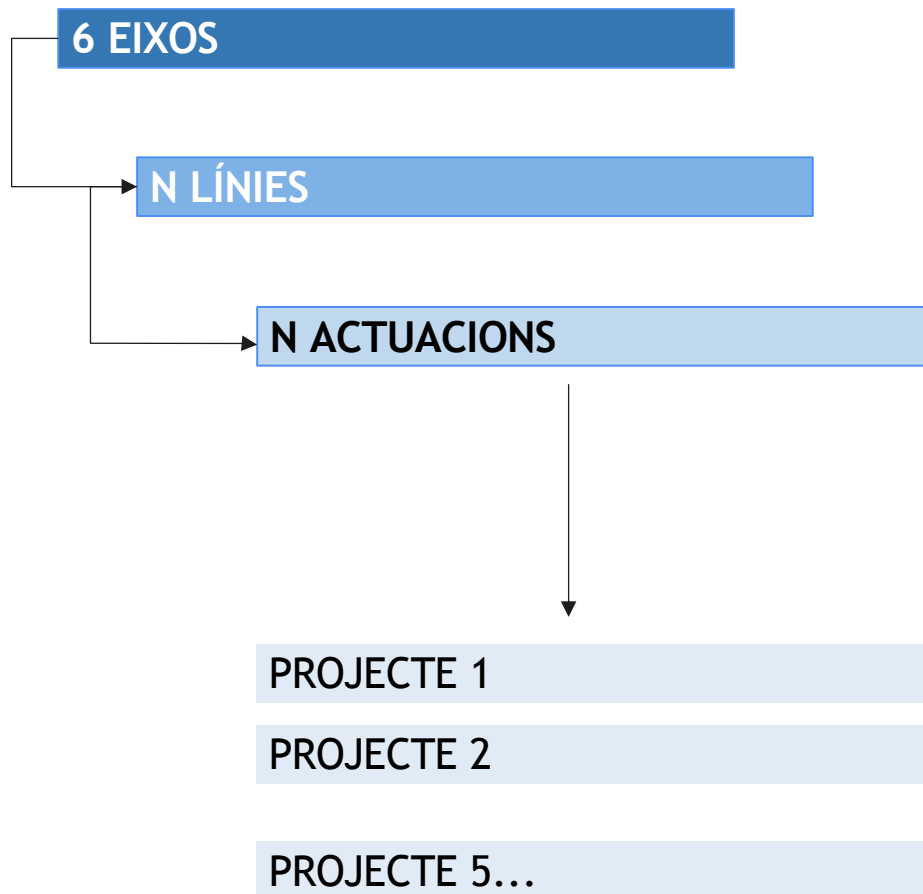 6 EIXOS
N LÍNIES
N ACTUACIONS
PROJECTE 1
PROJECTE 2
PROJECTE 5...